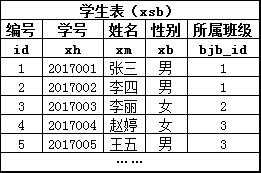 学生表（xsb）
编号 学号 姓名 性别 所属班级
id xh xm xb bjb_id
1 2017001 张三 男 1
2 2017002 李四 男 1
3 2017003 李丽 女 2
4 2017004 赵婷 女 3
5 2017005 王五 男 3
……